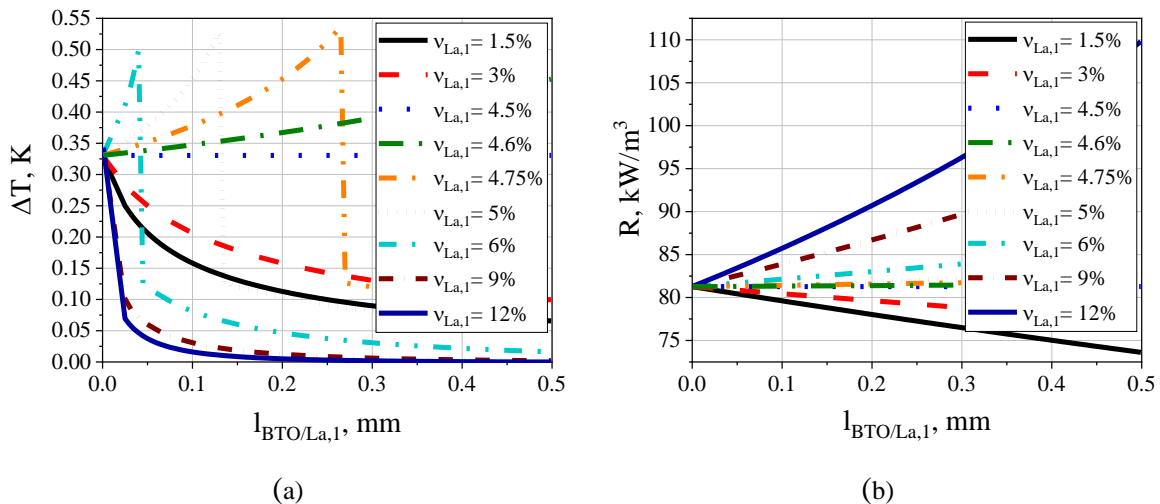 0.55
0.50
0.45
0.40
0.35
0.30
0.25
0.20
0.15
0.10
0.05
0.00
ΔT, K
0.0 0.1 0.2 0.3 0.4 0.5
l_BTO/La,1, mm
ν_La,1 = 1.5%
ν_La,1 = 3%
ν_La,1 = 4.5%
ν_La,1 = 4.6%
ν_La,1 = 4.75%
ν_La,1 = 5%
ν_La,1 = 6%
ν_La,1 = 9%
ν_La,1 = 12%
(a)
110
105
100
95
90
85
80
75
R, kW/m³
0.0 0.1 0.2 0.3 0.4 0.5
l_BTO/La,1, mm
ν_La,1 = 1.5%
ν_La,1 = 3%
ν_La,1 = 4.5%
ν_La,1 = 4.6%
ν_La,1 = 4.75%
ν_La,1 = 5%
ν_La,1 = 6%
ν_La,1 = 9%
ν_La,1 = 12%
(b)